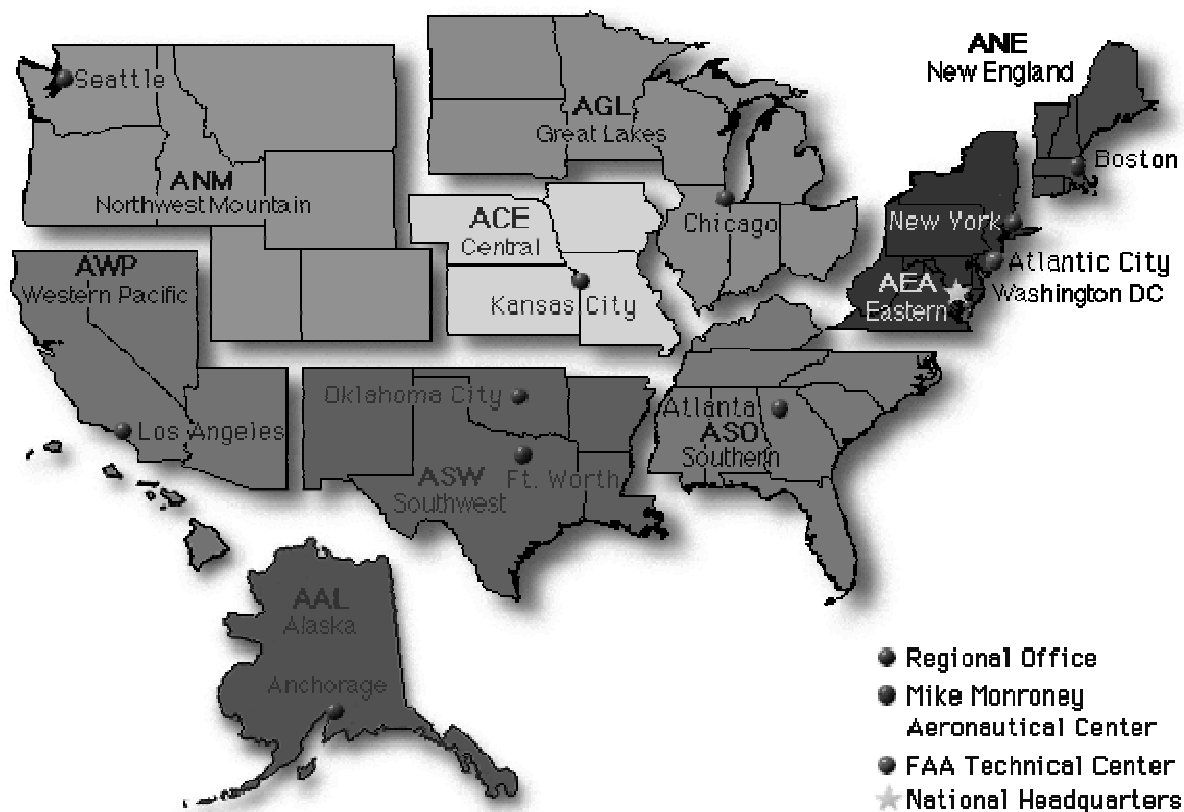 ANE
New England
Seattle
AGL
Great Lakes
Boston
ANM
Northwest Mountain
ACE
Central
Chicago
New York
AWP
Western Pacific
Kansas City
Atlantic City
AEA
Eastern
Washington DC
Oklahoma City
Los Angeles
Atlanta
ASO
Southern
ASW
Southwest
Ft. Worth
AAL
Alaska
Anchorage
Regional Office
Mike Monroney
Aeronautical Center
FAA Technical Center
National Headquarters